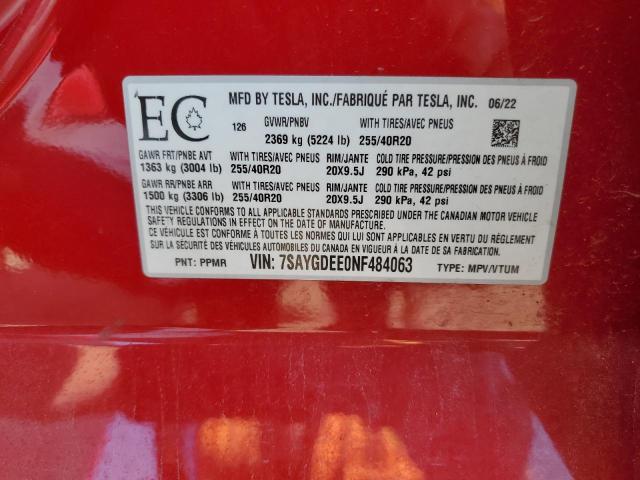 EC
MFD BY TESLA, INC./FABRIQUÉ PAR TESLA, INC. 06/22
126 GVWR/PNBV WITH TIRES/AVEC PNEUS
2369 kg (5224 lb) 255/40R20
GAWR FRT/PNBE AVT WITH TIRES/AVEC PNEUS RIM/JANTE COLD TIRE PRESSURE/PRESSION DES PNEUS À FROID
1363 kg (3004 lb) 255/40R20 20X9.5J 290 kPa, 42 psi
GAWR RR/PNBE ARR WITH TIRES/AVEC PNEUS RIM/JANTE COLD TIRE PRESSURE/PRESSION DES PNEUS À FROID
1500 kg (3306 lb) 255/40R20 20X9.5J 290 kPa, 42 psi
THIS VEHICLE CONFORMS TO ALL APPLICABLE STANDARDS PRESCRIBED UNDER THE CANADIAN MOTOR VEHICLE
SAFETY REGULATIONS IN EFFECT ON THE DATE OF MANUFACTURE.
CE VÉHICULE EST CONFORME À TOUTES LES NORMES QUI LUI SONT APPLICABLES EN VERTU DU RÈGLEMENT
SUR LA SÉCURITÉ DES VÉHICULES AUTOMOBILES DU CANADA EN VIGUEUR À LA DATE DE SA FABRICATION.
PNT: PPMR VIN: 7SAYGDEE0NF484063 TYPE: MPV/VTUM